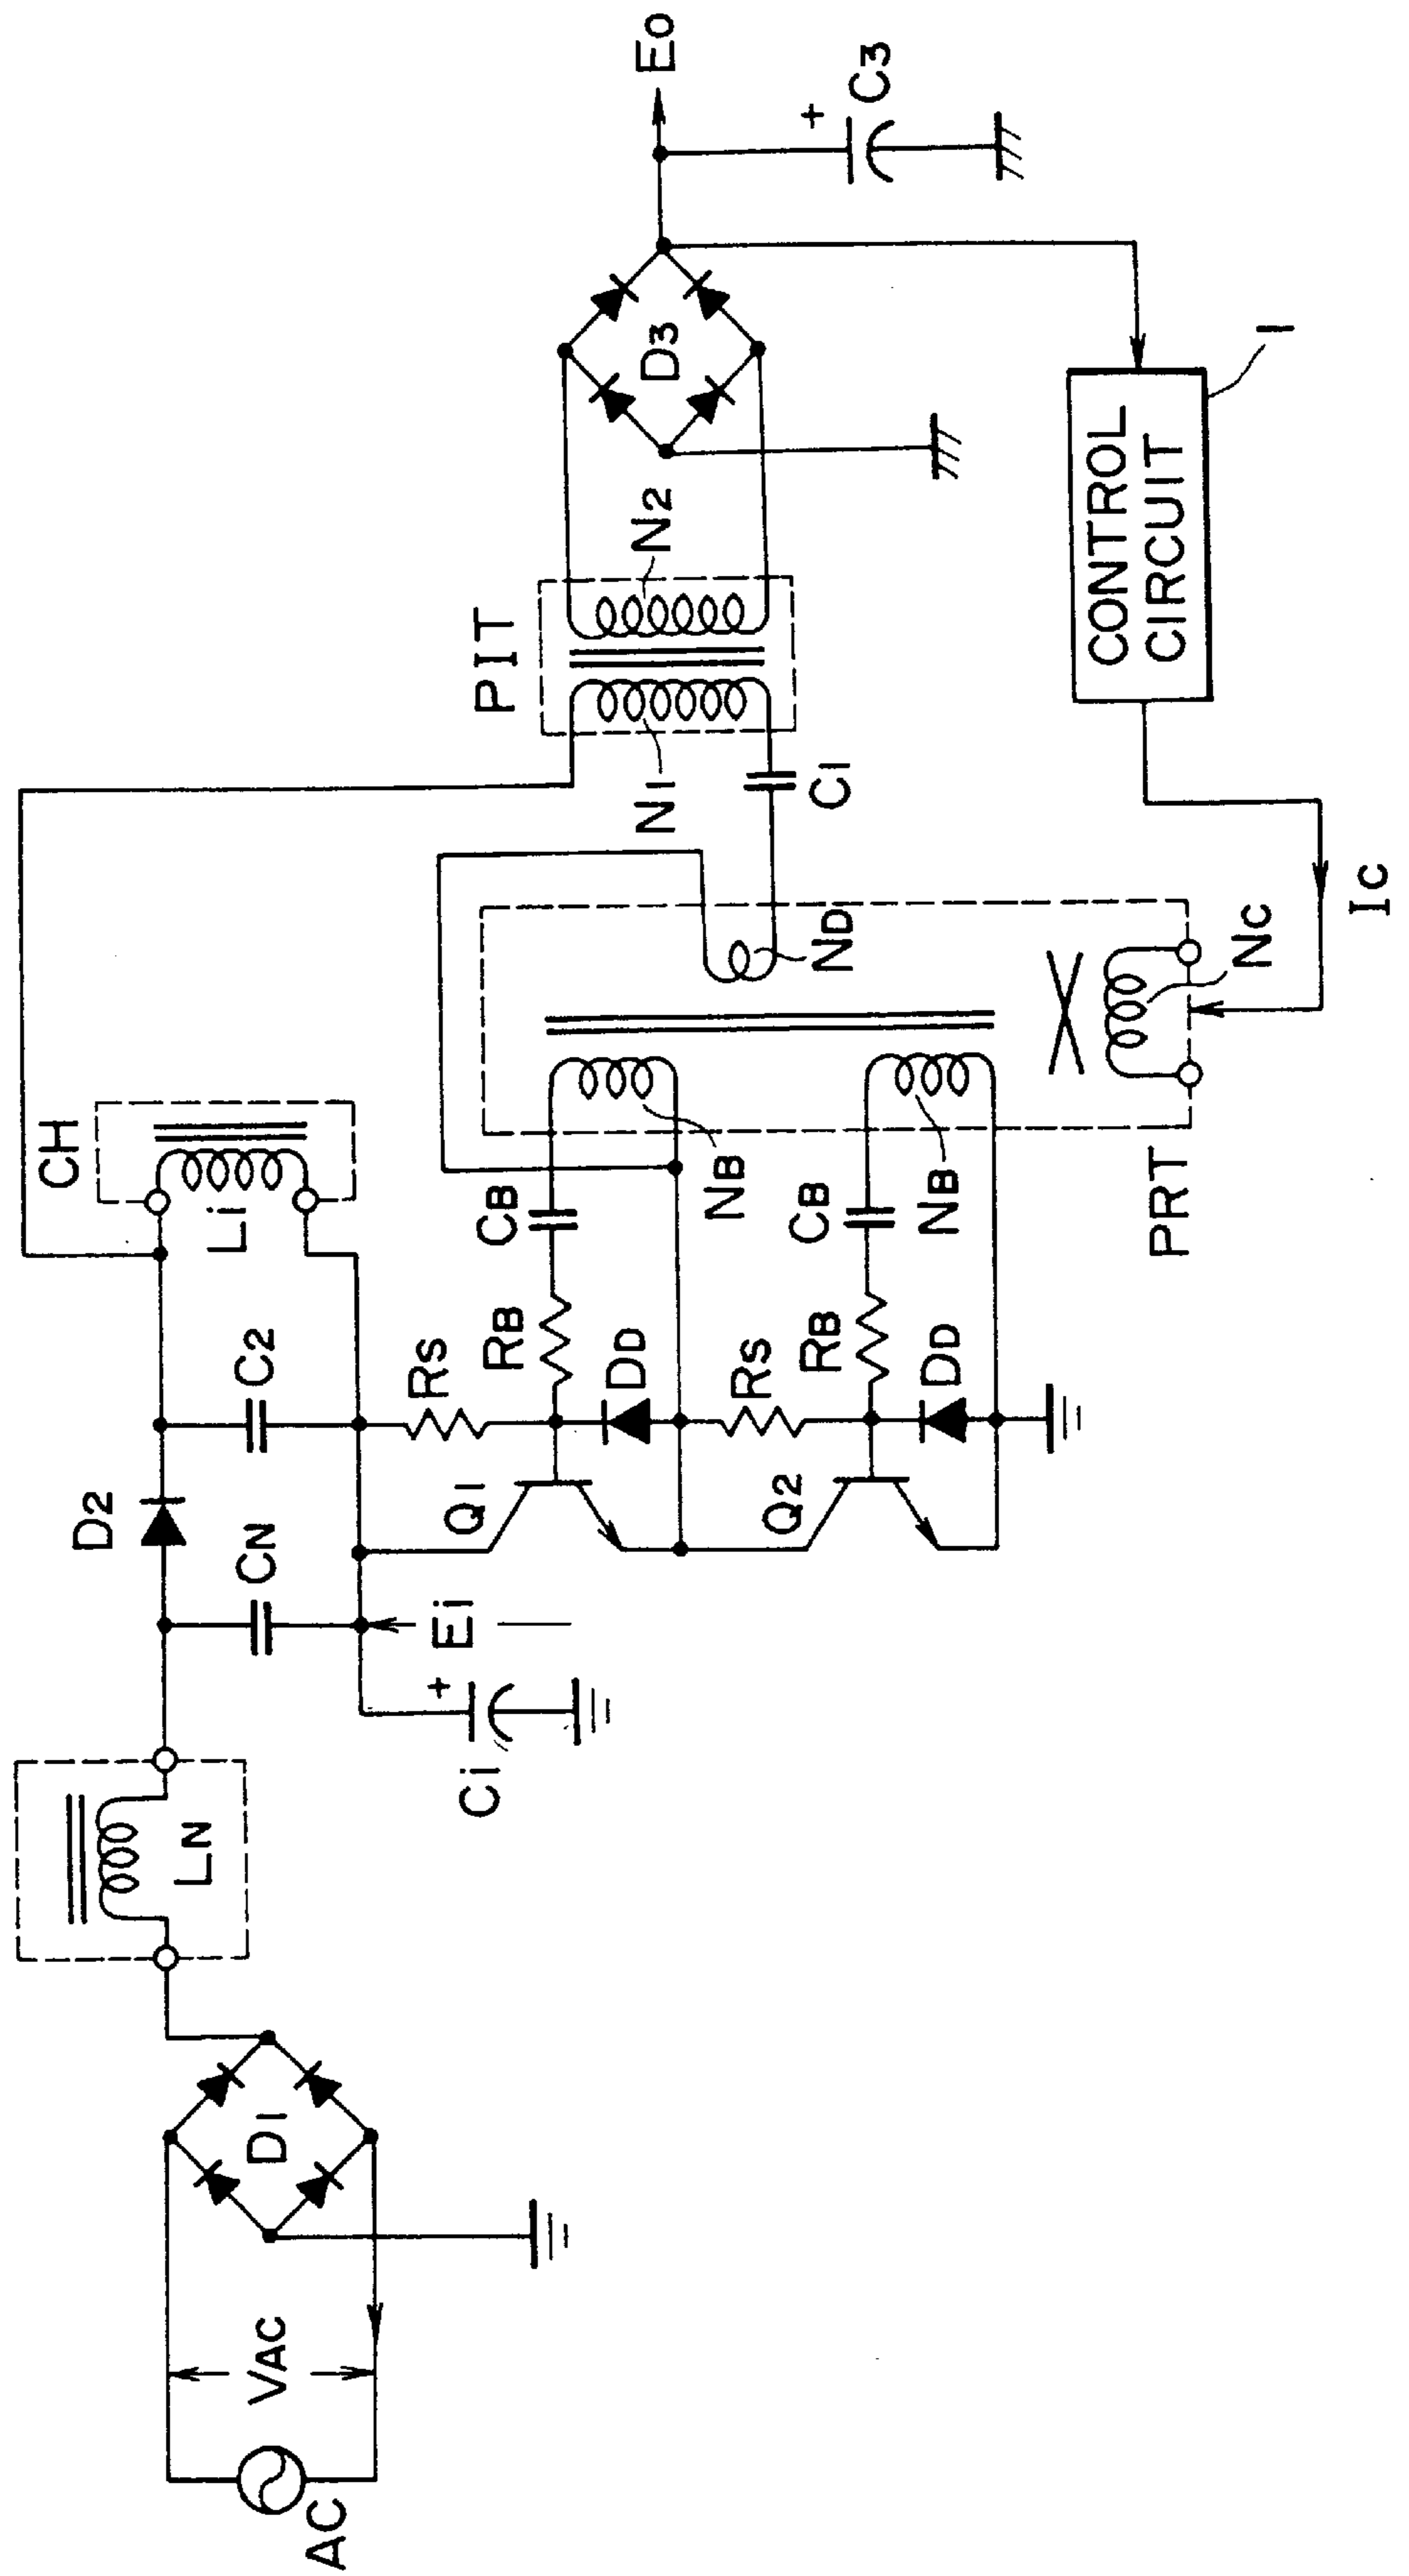 AC
VAC
D1
LN
Ci
Ei
+
CN
D2
C2
Li
CH
Q1
RS
RB
CB
NB
DD
Q2
RS
RB
CB
NB
DD
PRT
ND
NC
IC
C1
N1
PIT
N2
D3
CONTROL
CIRCUIT
1
EO
+
C3